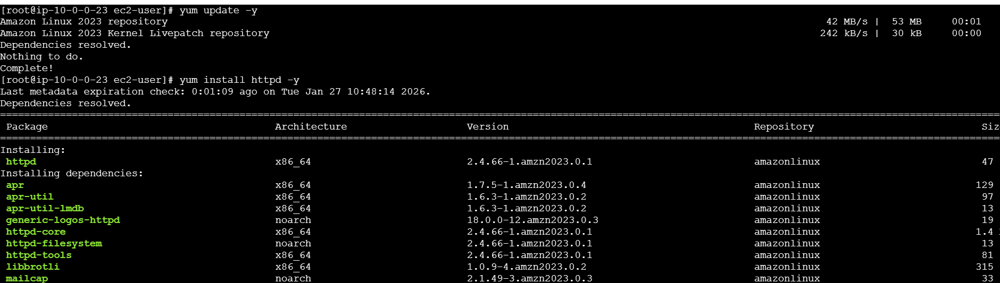 [root@ip-10-0-0-23 ec2-user]# yum update -y
Amazon Linux 2023 repository 42 MB/s | 53 MB 00:01
Amazon Linux 2023 Kernel Livepatch repository 242 kB/s | 30 kB 00:00
Dependencies resolved.
Nothing to do.
Complete!
[root@ip-10-0-0-23 ec2-user]# yum install httpd -y
Last metadata expiration check: 0:01:09 ago on Tue Jan 27 10:48:14 2026.
Dependencies resolved.
Package Architecture Version Repository Siz
Installing:
httpd x86_64 2.4.66-1.amzn2023.0.1 amazonlinux 47
Installing dependencies:
apr x86_64 1.7.5-1.amzn2023.0.4 amazonlinux 129
apr-util x86_64 1.6.3-1.amzn2023.0.2 amazonlinux 97
apr-util-lmdb x86_64 1.6.3-1.amzn2023.0.2 amazonlinux 13
generic-logos-httpd noarch 18.0.0-12.amzn2023.0.3 amazonlinux 19
httpd-core x86_64 2.4.66-1.amzn2023.0.1 amazonlinux 1.4
httpd-filesystem noarch 2.4.66-1.amzn2023.0.1 amazonlinux 13
httpd-tools x86_64 2.4.66-1.amzn2023.0.1 amazonlinux 81
libbrotli x86_64 1.0.9-4.amzn2023.0.2 amazonlinux 315
mailcap noarch 2.1.49-3.amzn2023.0.3 amazonlinux 33